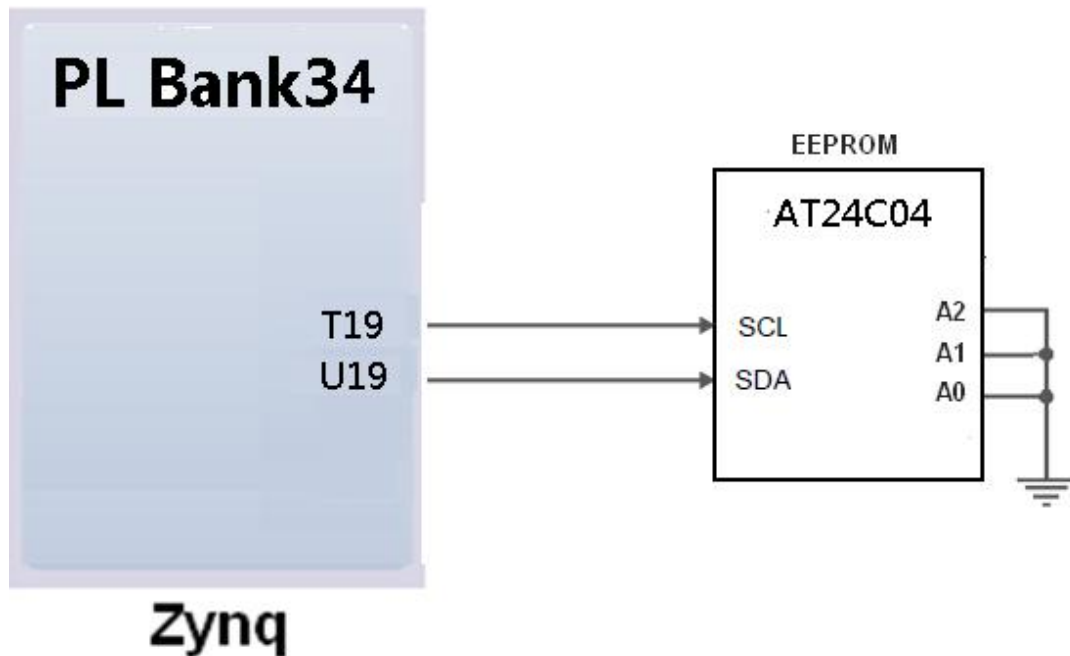 PL Bank34
EEPROM
AT24C04
T19
U19
SCL
SDA
A2
A1
A0
Zynq